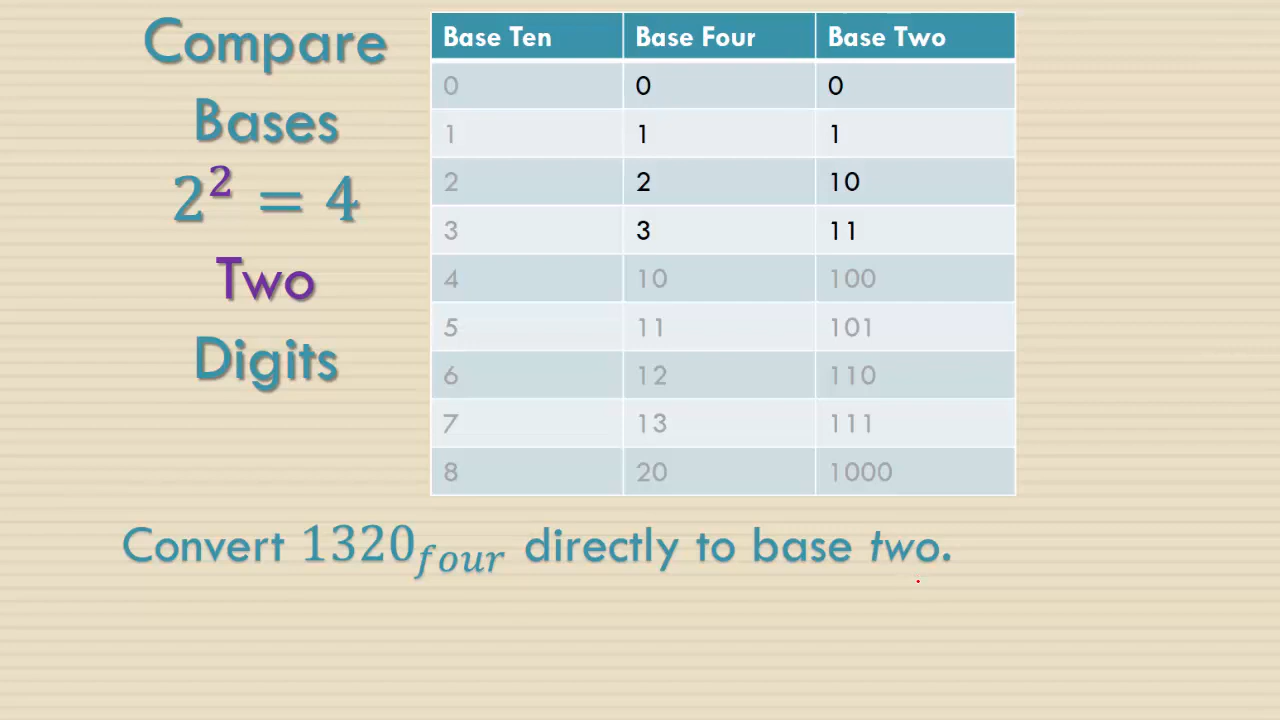 Compare
Bases
2² = 4
Two
Digits
Base Ten Base Four Base Two
0 0 0
1 1 1
2 2 10
3 3 11
4 10 100
5 11 101
6 12 110
7 13 111
8 20 1000
Convert 1320four directly to base two.